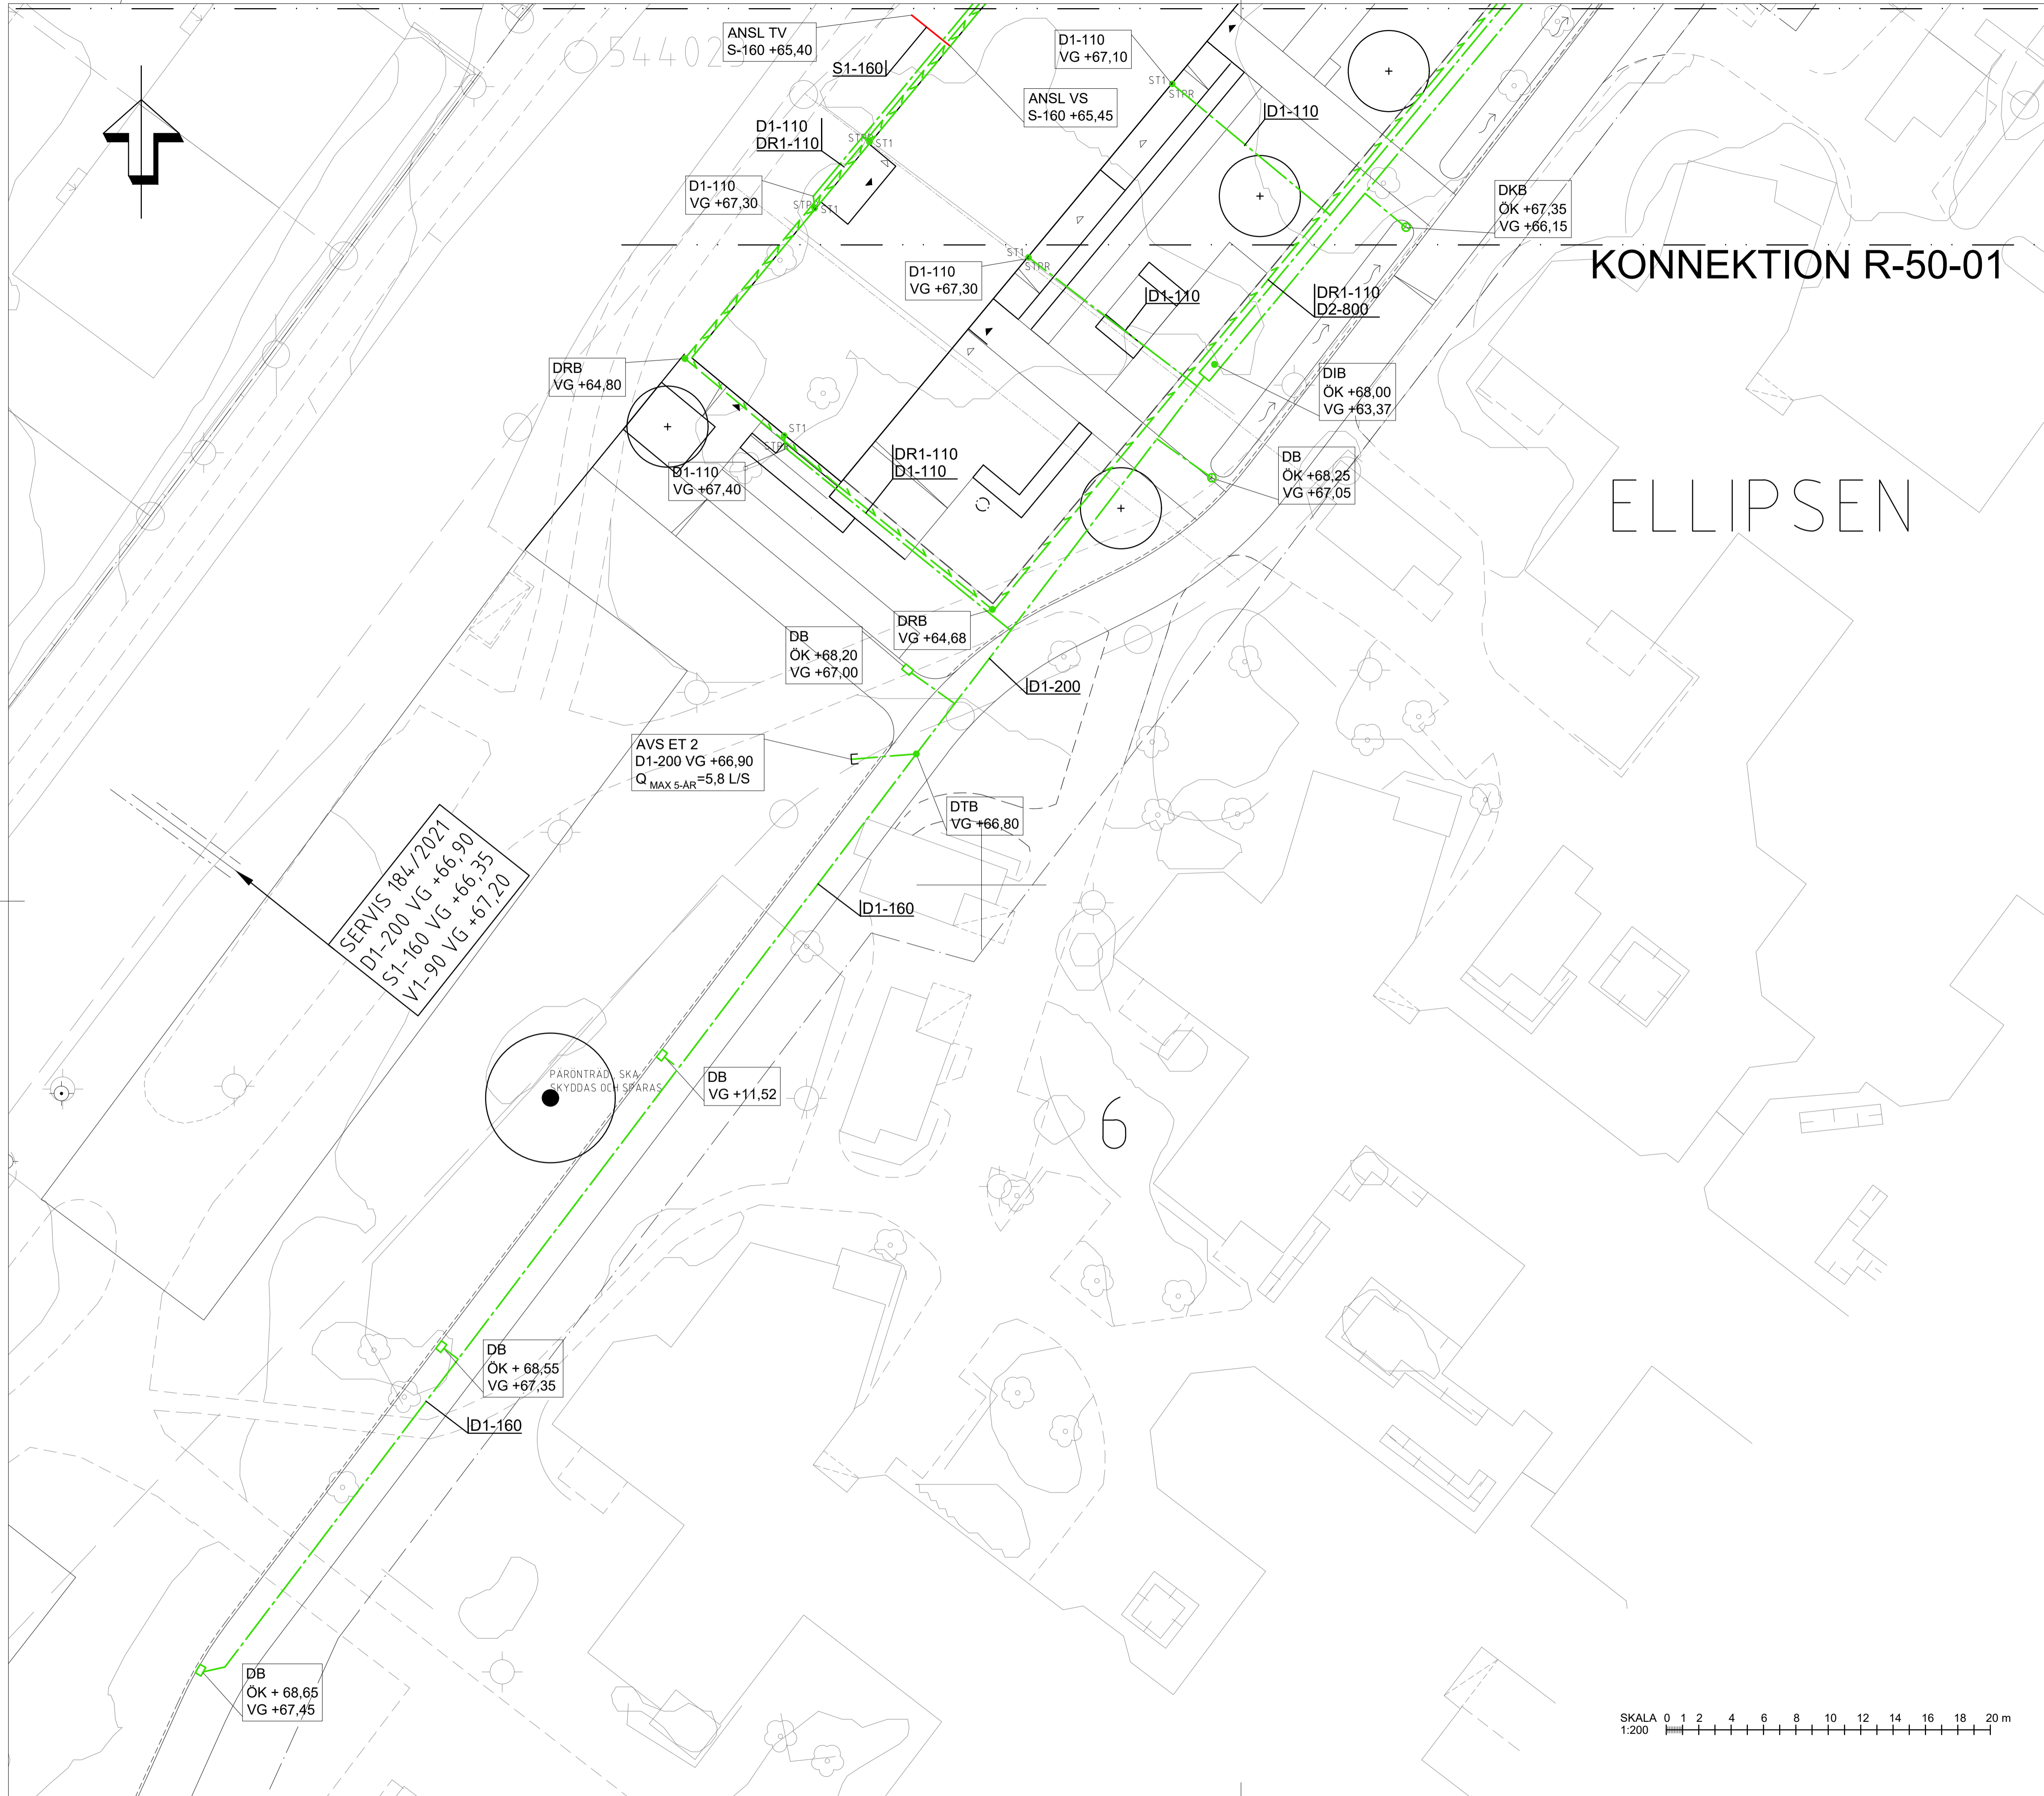 54402
ANSL TV
S-160 +65,40
S1-160
D1-110
VG +67,10
ANSL VS
S-160 +65,45
ST1
STPR
D1-110
D1-110
DR1-110
ST1
D1-110
VG +67,30
ST1
DKB
ÖK +67,35
VG +66,15
KONNEKTION R-50-01
ST1
STPR
D1-110
VG +67,30
D1-110
DR1-110
D2-800
DRB
VG +64,80
DIB
ÖK +68,00
VG +63,37
ST1
D1-110
VG +67,40
DR1-110
D1-110
DB
ÖK +68,25
VG +67,05
ELLIPSEN
DRB
VG +64,68
DB
ÖK +68,20
VG +67,00
D1-200
AVS ET 2
D1-200 VG +66,90
Q MAX 5-ÅR=5,8 L/S
DTB
VG +66,80
SERVIS 184/2021
D1-200 VG +66,90
S1-160 VG +66,35
V1-90 VG +67,20
D1-160
PÄRONTRÄD SKA
SKYDDAS OCH SPARAS
DB
VG +11,52
6
DB
ÖK + 68,55
VG +67,35
D1-160
DB
ÖK + 68,65
VG +67,45
SKALA 0 1 2 4 6 8 10 12 14 16 18 20 m
1:200